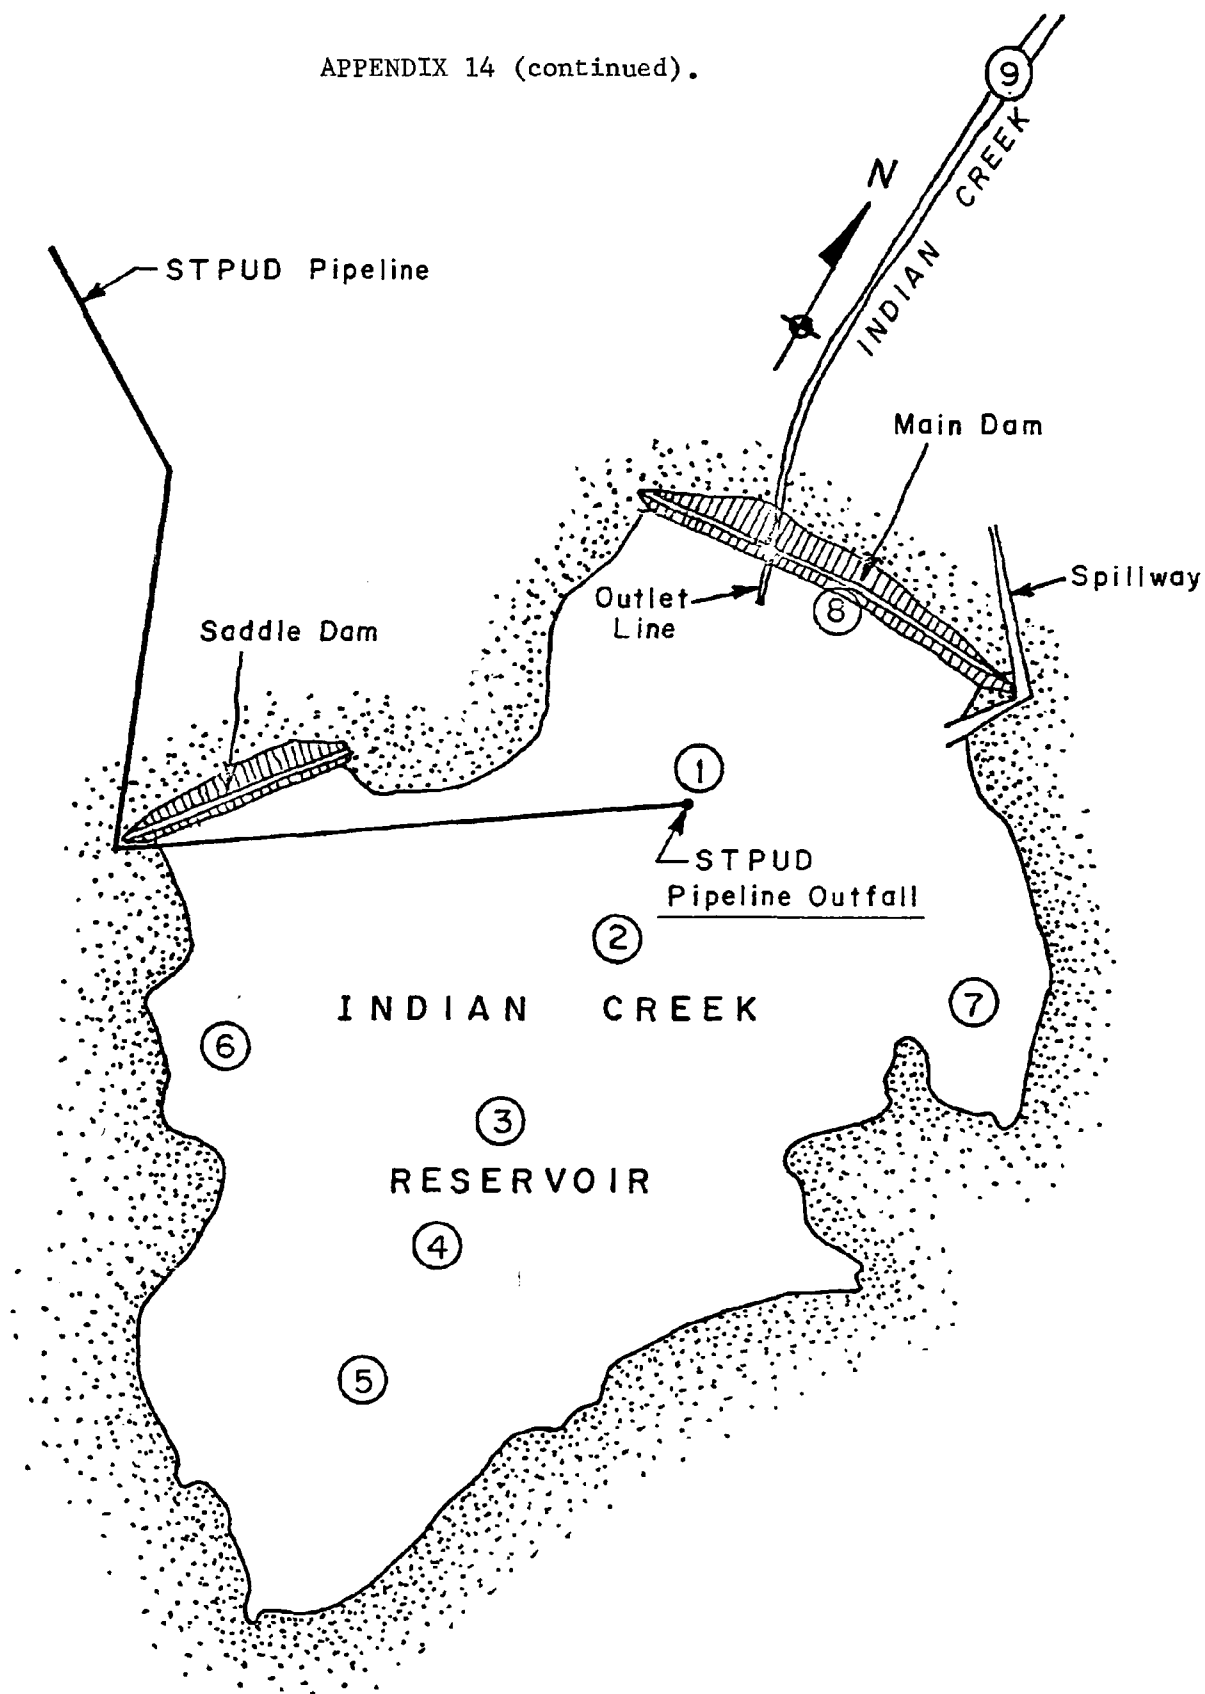 APPENDIX 14 (continued).
9
INDIAN CREEK
N
STPUD Pipeline
Main Dam
Spillway
Outlet
Line
8
Saddle Dam
1
STPUD
Pipeline Outfall
2
INDIAN CREEK
7
6
3
RESERVOIR
4
5